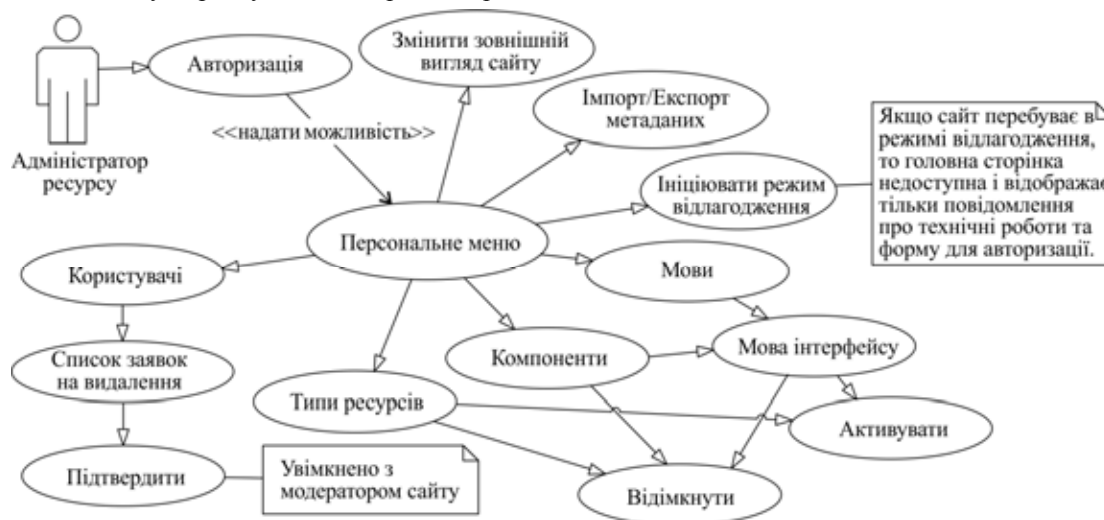 Змінити зовнішній
вигляд сайту
Авторизація
Імпорт/Експорт
метаданих
<<надати можливість>>
Якщо сайт перебуває в
режимі відлагодження,
то головна сторінка
недоступна і відображає
тільки повідомлення
про технічні роботи та
форму для авторизації.
Адміністратор
ресурсу
Ініціювати режим
відлагодження
Персональне меню
Користувачі
Мови
Список заявок
на видалення
Компоненти
Мова інтерфейсу
Типи ресурсів
Активувати
Підтвердити
Увімкнено з
модератором сайту
Відімкнути